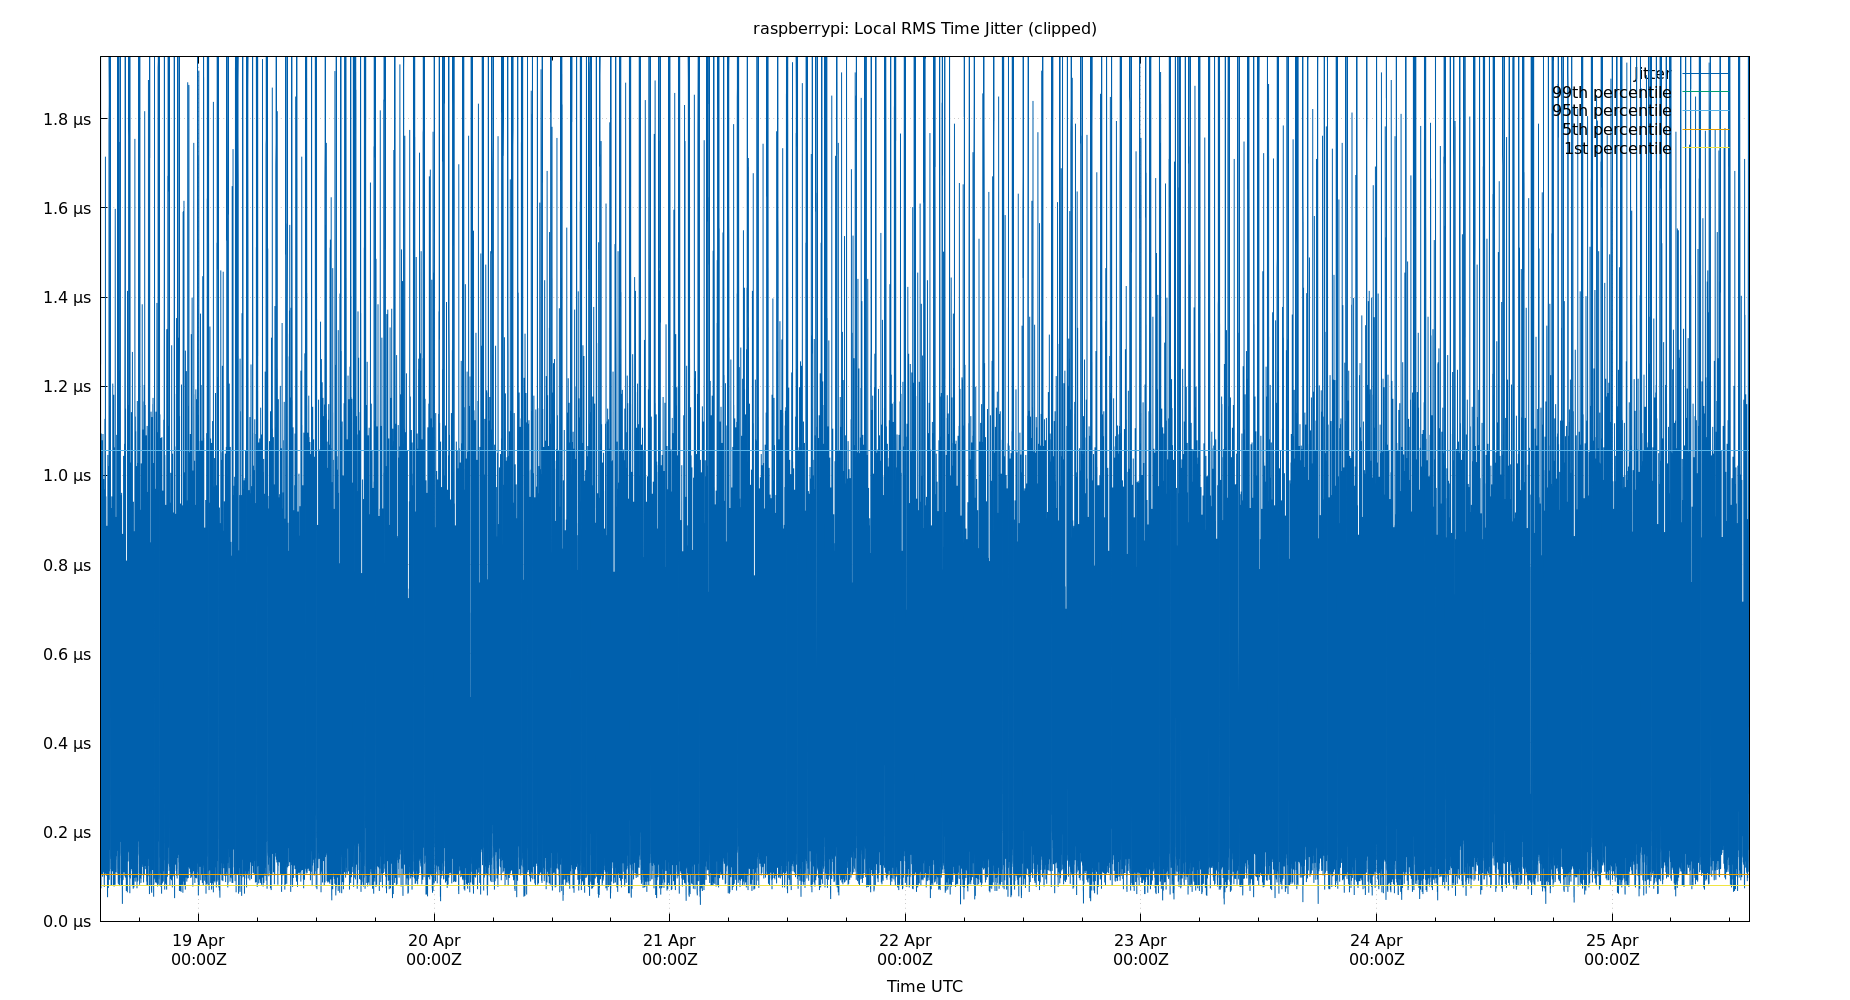 raspberrypi: Local RMS Time Jitter (clipped)
jitter
99th percentile
95th percentile
5th percentile
1st percentile
1.8 µs
1.6 µs
1.4 µs
1.2 µs
1.0 µs
0.8 µs
0.6 µs
0.4 µs
0.2 µs
0.0 µs
19 Apr 20 Apr 21 Apr 22 Apr 23 Apr 24 Apr 25 Apr
00:00Z 00:00Z 00:00Z 00:00Z 00:00Z 00:00Z 00:00Z
Time UTC